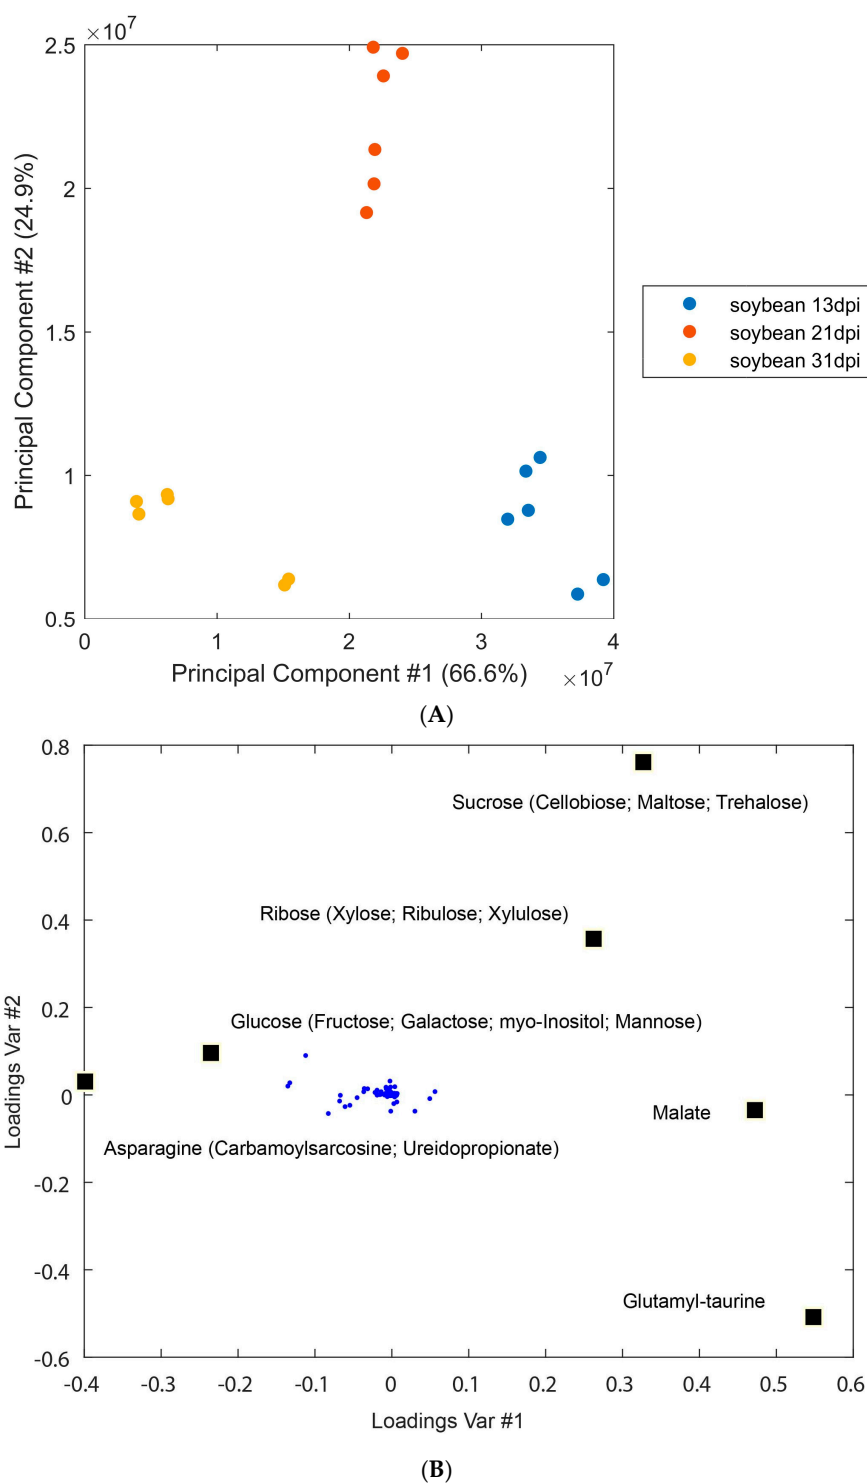 ×10⁷
2.5
2
1.5
1
0.5
Principal Component #2 (24.9%)
0 1 2 3 4
Principal Component #1 (66.6%) ×10⁷
soybean 13dpi
soybean 21dpi
soybean 31dpi
(A)
0.8
0.6
0.4
0.2
0
-0.2
-0.4
-0.6
Loadings Var #2
Sucrose (Cellobiose; Maltose; Trehalose)
Ribose (Xylose; Ribulose; Xylulose)
Glucose (Fructose; Galactose; myo-Inositol; Mannose)
Malate
Asparagine (Carbamoylsarcosine; Ureidopropionate)
Glutamyl-taurine
-0.4 -0.3 -0.2 -0.1 0 0.1 0.2 0.3 0.4 0.5 0.6
Loadings Var #1
(B)